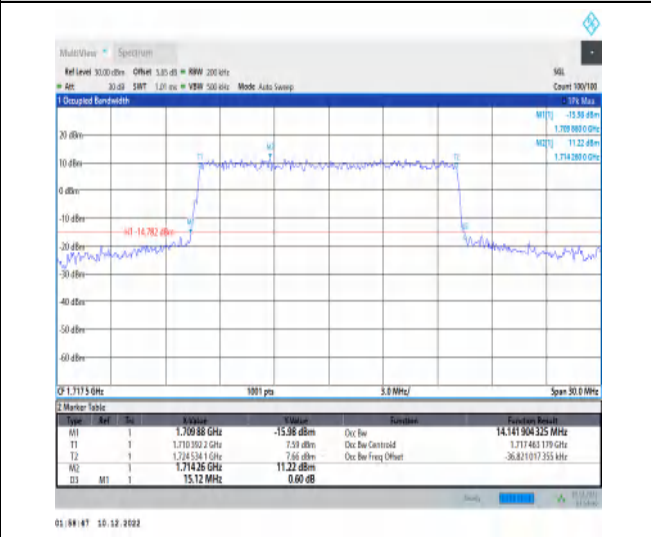 MultiView Spectrum
Ref Level 30.00 dBm Offset 5.85 dB RBW 200 kHz SGL
Att 30 dB SWT 1.01 ms VBW 500 kHz Mode Auto Sweep Count 100/100
1 Occupied Bandwidth 1Pk Max
M1[1] -15.98 dBm
1.709 880 0 GHz
M2[1] 11.22 dBm
1.714 260 0 GHz
20 dBm
T1 M2 T2
10 dBm
0 dBm
-10 dBm
H1 -14.782 dBm
-20 dBm
-30 dBm
-40 dBm
-50 dBm
-60 dBm
CF 1.7175 GHz 1001 pts 3.0 MHz/ Span 30.0 MHz
2 Marker Table
Type Ref Trc X-Value Y-Value Function Function Result
M1 1 1.709 88 GHz -15.98 dBm Occ Bw 14.141 904 325 MHz
T1 1 1.710 392 2 GHz 7.59 dBm Occ Bw Centroid 1.717 463 179 GHz
T2 1 1.724 534 1 GHz 7.66 dBm Occ Bw Freq Offset -36.821 017 355 kHz
M2 1 1.714 26 GHz 11.22 dBm
D3 M1 1 15.12 MHz 0.60 dB
Ready
01:58:47 10.12.2022